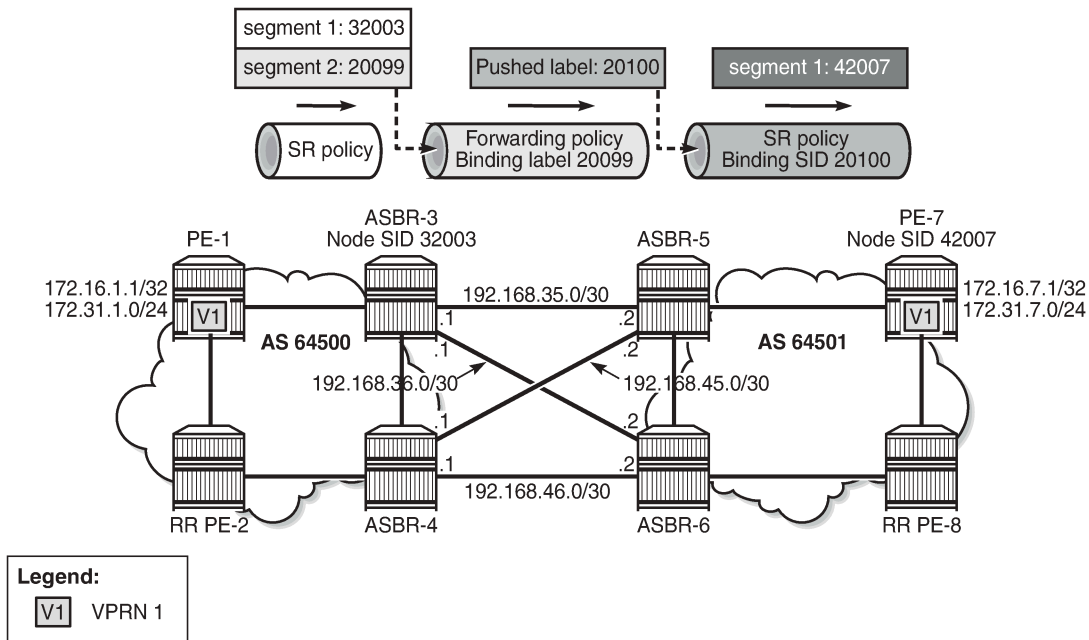 segment 1: 32003
segment 2: 20099
Pushed label: 20100
segment 1: 42007
SR policy
Forwarding policy
Binding label 20099
SR policy
Binding SID 20100
PE-1
ASBR-3
Node SID 32003
ASBR-5
PE-7
Node SID 42007
172.16.1.1/32
172.31.1.0/24
V1
AS 64500
.1
.1
192.168.35.0/30
.2
.2
AS 64501
V1
172.16.7.1/32
172.31.7.0/24
192.168.36.0/30
192.168.45.0/30
.1
.1
.2
.2
192.168.46.0/30
RR PE-2
ASBR-4
ASBR-6
RR PE-8
Legend:
V1 VPRN 1